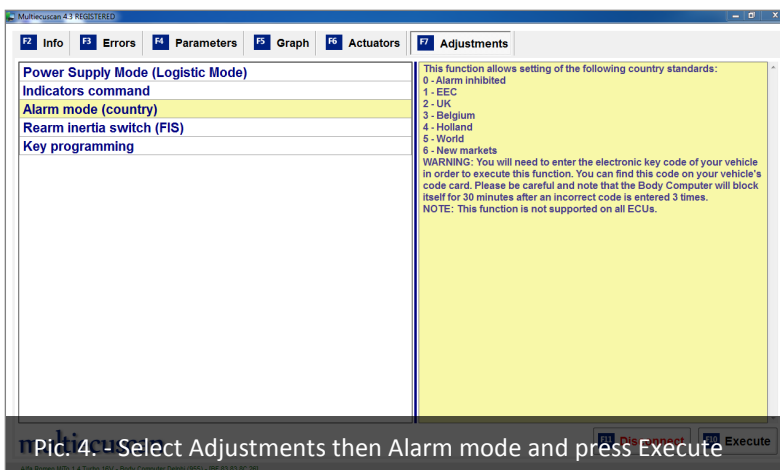 Multiecuscan 4.3 REGISTERED
F2 Info F3 Errors F4 Parameters F5 Graph F6 Actuators F7 Adjustments
Power Supply Mode (Logistic Mode)
Indicators command
Alarm mode (country)
Rearm inertia switch (FIS)
Key programming
This function allows setting of the following country standards:
0 - Alarm inhibited
1 - EEC
2 - UK
3 - Belgium
4 - Holland
5 - World
6 - New markets
WARNING: You will need to enter the electronic key code of your vehicle
in order to execute this function. You can find this code on your vehicle's
code card. Please be careful and note that the Body Computer will block
itself for 30 minutes after an incorrect code is entered 3 times.
NOTE: This function is not supported on all ECUs.
multiecuscan
F11 Disconnect F10 Execute
Pic. 4. - Select Adjustments then Alarm mode and press Execute